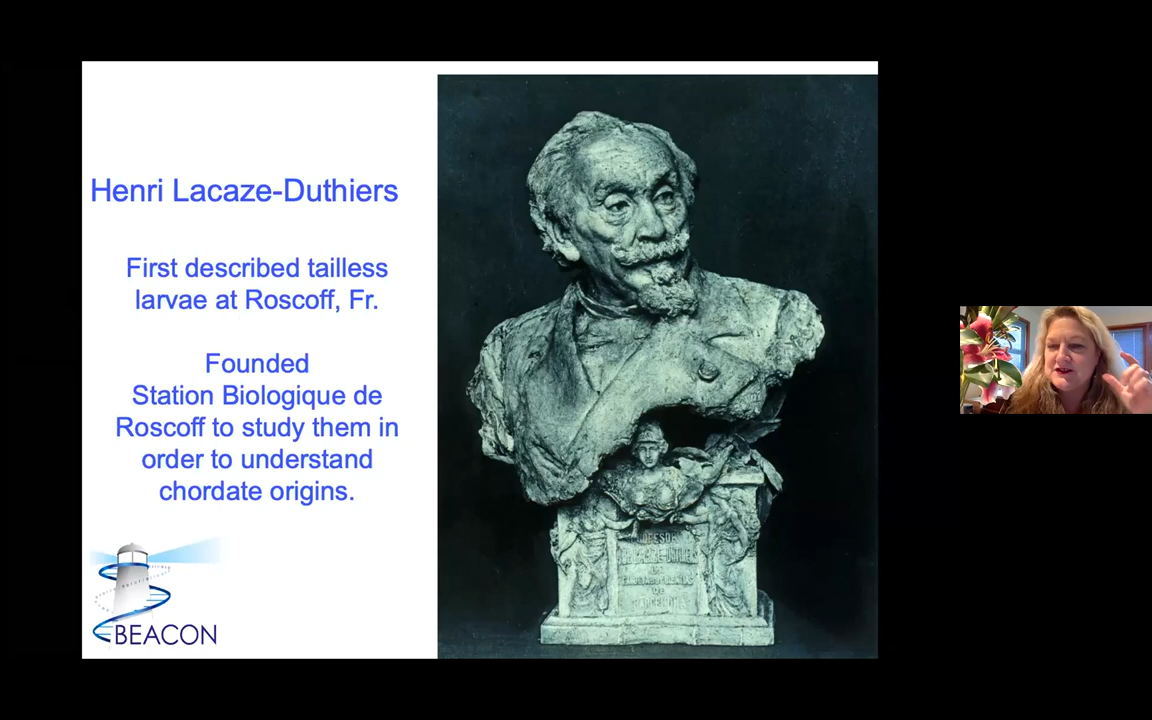 Henri Lacaze-Duthiers
First described tailless
larvae at Roscoff, Fr.
Founded
Station Biologique de
Roscoff to study them in
order to understand
chordate origins.
BEACON